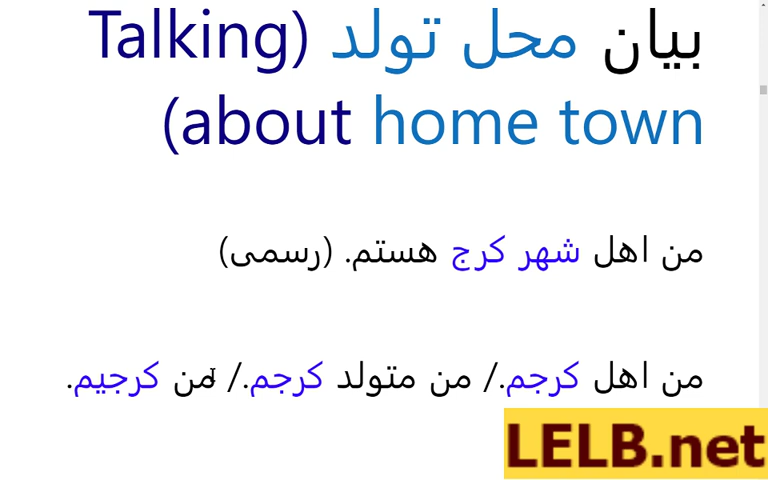 بیان محل تولد (Talking
about home town)
من اهل شهر کرج هستم. (رسمی)
من اهل کرجم./ من متولد کرجم./ من کرجیم.
LELB.net